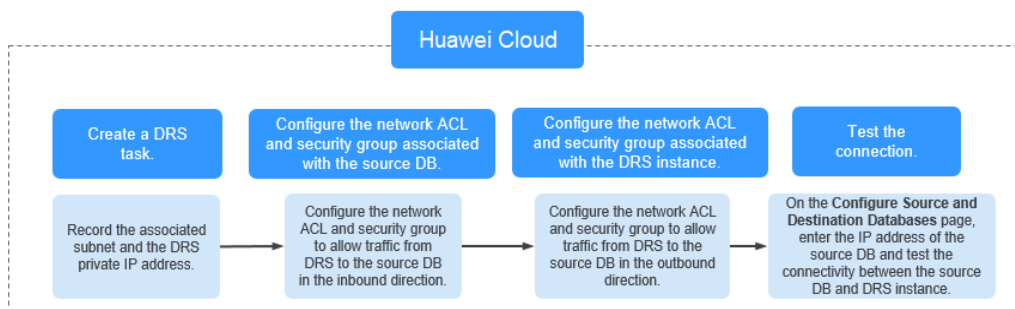 Huawei Cloud
Create a DRS
task.
Configure the network ACL
and security group associated
with the source DB.
Configure the network ACL
and security group associated
with the DRS instance.
Test the
connection.
Record the associated
subnet and the DRS
private IP address.
Configure the network
ACL and security group
to allow traffic from
DRS to the source DB
in the inbound direction.
Configure the network ACL
and security group to allow
traffic from DRS to the
source DB in the outbound
direction.
On the Configure Source and
Destination Databases page,
enter the IP address of the
source DB and test the
connectivity between the source
DB and DRS instance.